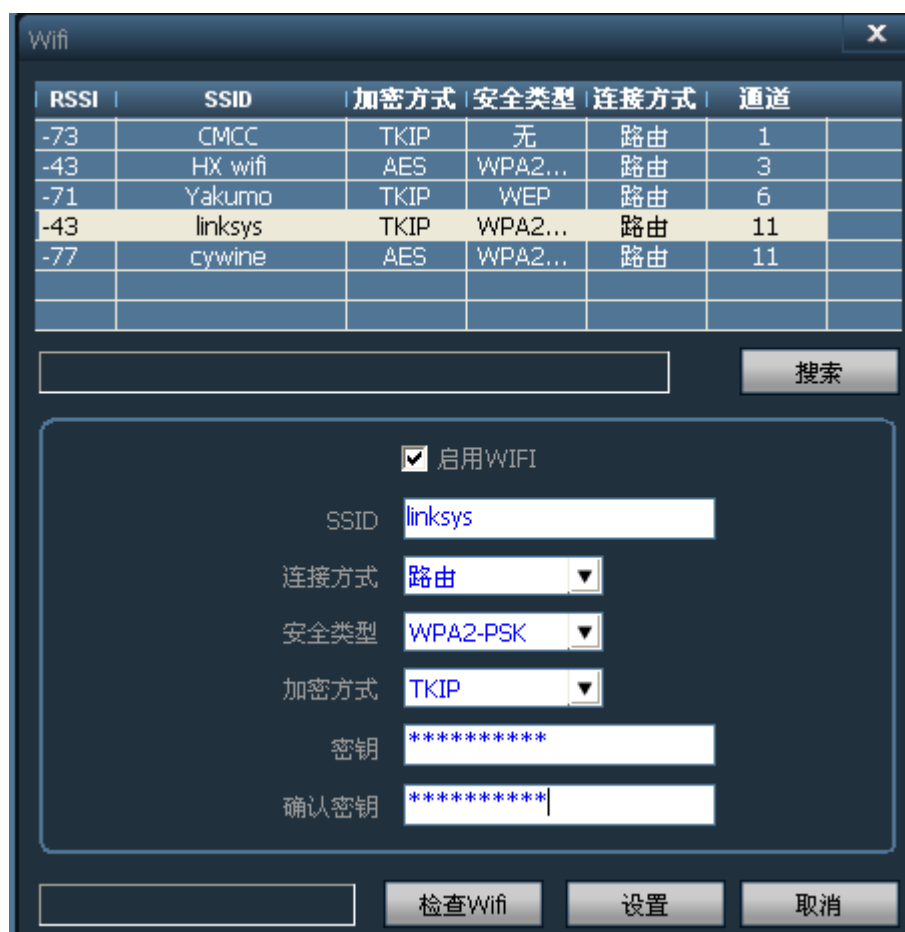 Wifi
RSSI SSID 加密方式 安全类型 连接方式 通道
-73 CMCC TKIP 无 路由 1
-43 HX wifi AES WPA2... 路由 3
-71 Yakumo TKIP WEP 路由 6
-43 linksys TKIP WPA2... 路由 11
-77 cywine AES WPA2... 路由 11
搜索
启用WIFI
SSID linksys
连接方式 路由
安全类型 WPA2-PSK
加密方式 TKIP
密钥 **********
确认密钥 **********
检查Wifi 设置 取消